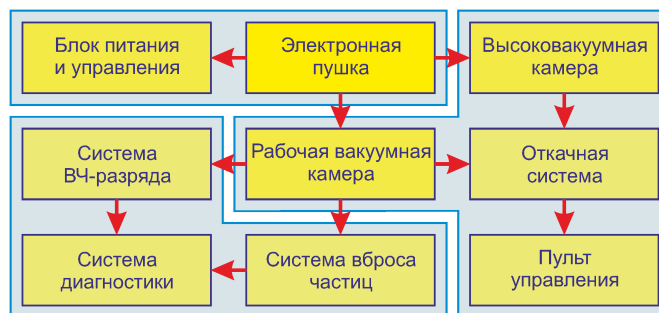 Блок питания
и управления
Электронная
пушка
Высоковакуумная
камера
Система
ВЧ-разряда
Рабочая вакуумная
камера
Откачная
система
Система
диагностики
Система вброса
частиц
Пульт
управления